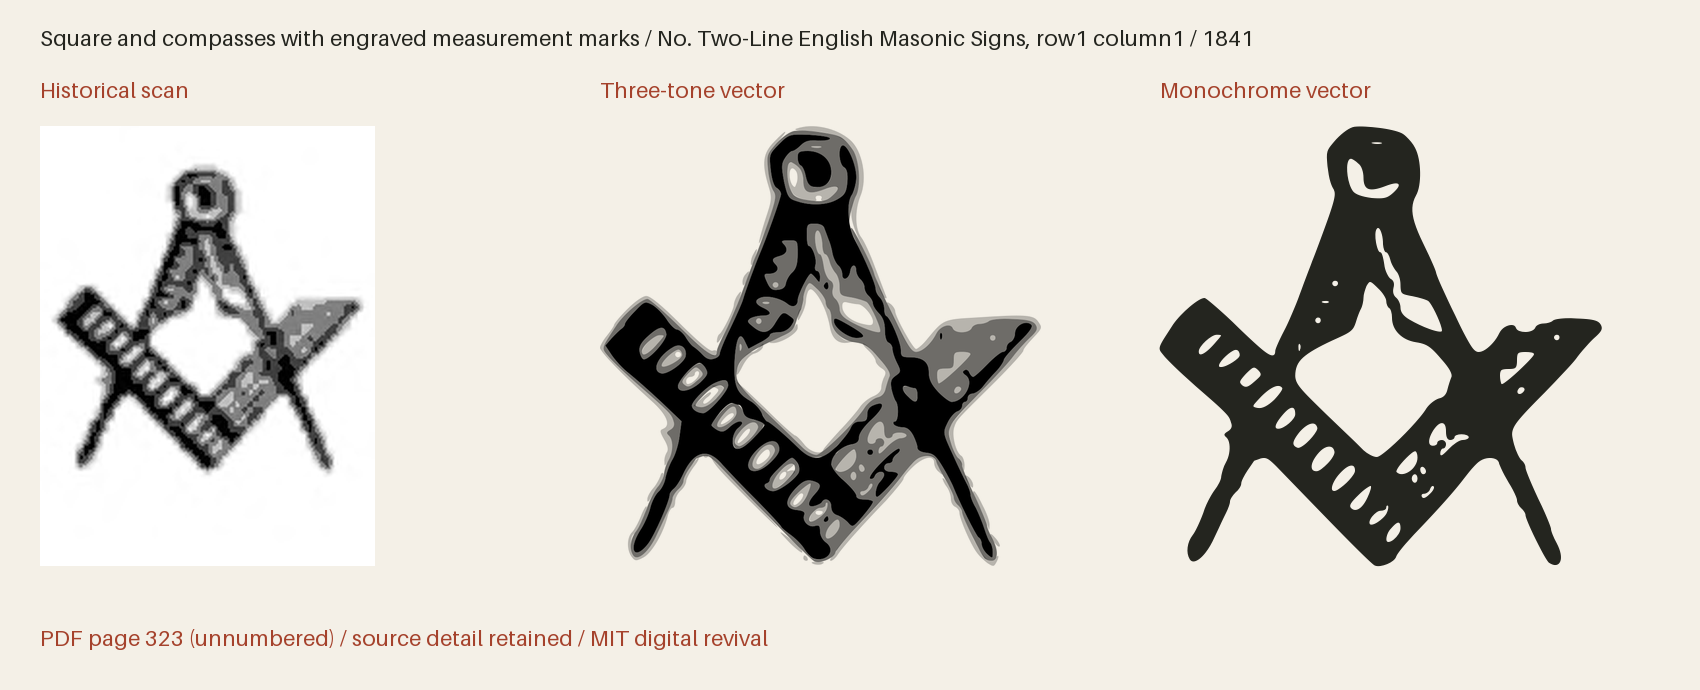 Square and compasses with engraved measurement marks / No. Two-Line English Masonic Signs, row1 column1 / 1841
Historical scan
Three-tone vector
Monochrome vector
PDF page 323 (unnumbered) / source detail retained / MIT digital revival